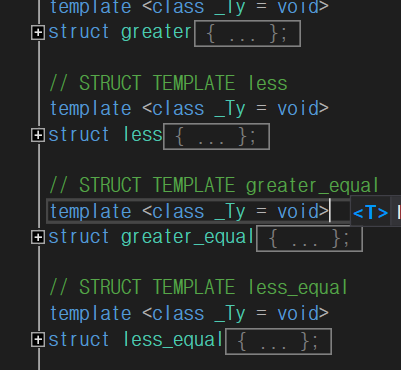 template <class _Ty = void>
struct greater { ... };
// STRUCT TEMPLATE less
template <class _Ty = void>
struct less { ... };
// STRUCT TEMPLATE greater_equal
template <class _Ty = void> <T>
struct greater_equal { ... };
// STRUCT TEMPLATE less_equal
template <class _Ty = void>
struct less_equal { ... };